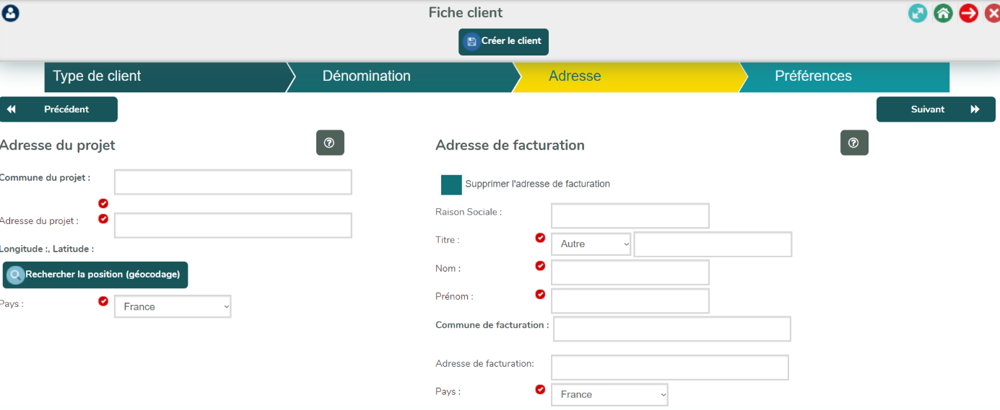 Fiche client
Créer le client
Type de client
Dénomination
Adresse
Préférences
Précédent
Suivant
Adresse du projet
Commune du projet :
Adresse du projet :
Longitude :, Latitude :
Rechercher la position (géocodage)
Pays :
France
Adresse de facturation
Supprimer l'adresse de facturation
Raison Sociale :
Titre :
Autre
Nom :
Prénom :
Commune de facturation :
Adresse de facturation:
Pays :
France